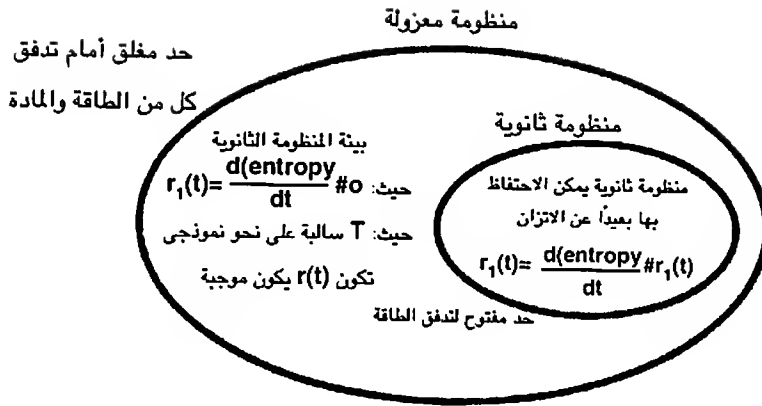 منظومة معزولة
حد مغلق أمام تدفق
كل من الطاقة والمادة
بيئة المنظومة الثانوية
حيث: r₁(t)= d(entropy/dt #o
حيث: T سالبة على نحو نموذجى
تكون r(t) يكون موجبة
منظومة ثانوية
منظومة ثانوية يمكن الاحتفاظ
بها بعيدًا عن الاتزان
r₁(t)= d(entropy/dt #r₁(t)
حد مفتوح لتدفق الطاقة